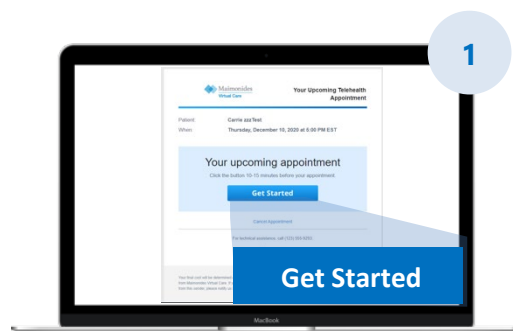 1
Maimonides
Virtual Care
Your Upcoming Telehealth
Appointment
Patient: Carrie zzzTest
When: Thursday, December 10, 2020 at 5:00 PM EST
Your upcoming appointment
Click the button 10-15 minutes before your appointment.
Get Started
Cancel Appointment
For technical assistance, call
Get Started
MacBook